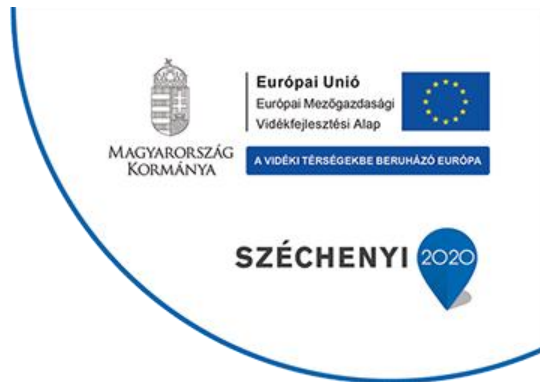 MAGYARORSZÁG
KORMÁNYA
Európai Unió
Európai Mezőgazdasági
Vidékfejlesztési Alap
A VIDÉKI TÉRSÉGEKBE BERUHÁZÓ EURÓPA
SZÉCHENYI 2020